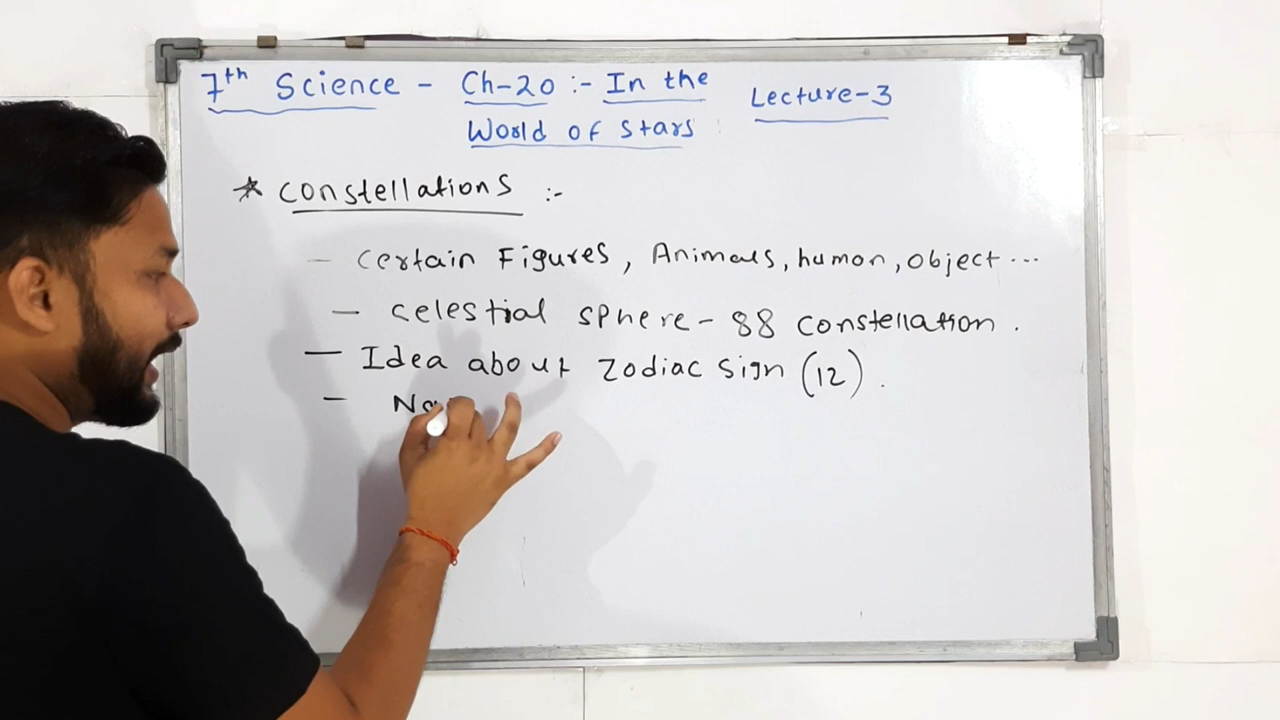 7th Science - Ch-20 :- In the
World of Stars
Lecture-3
* Constellations :-
- Certain Figures, Animals, human, object ...
- Celestial sphere - 88 constellation.
- Idea about Zodiac sign (12).
-